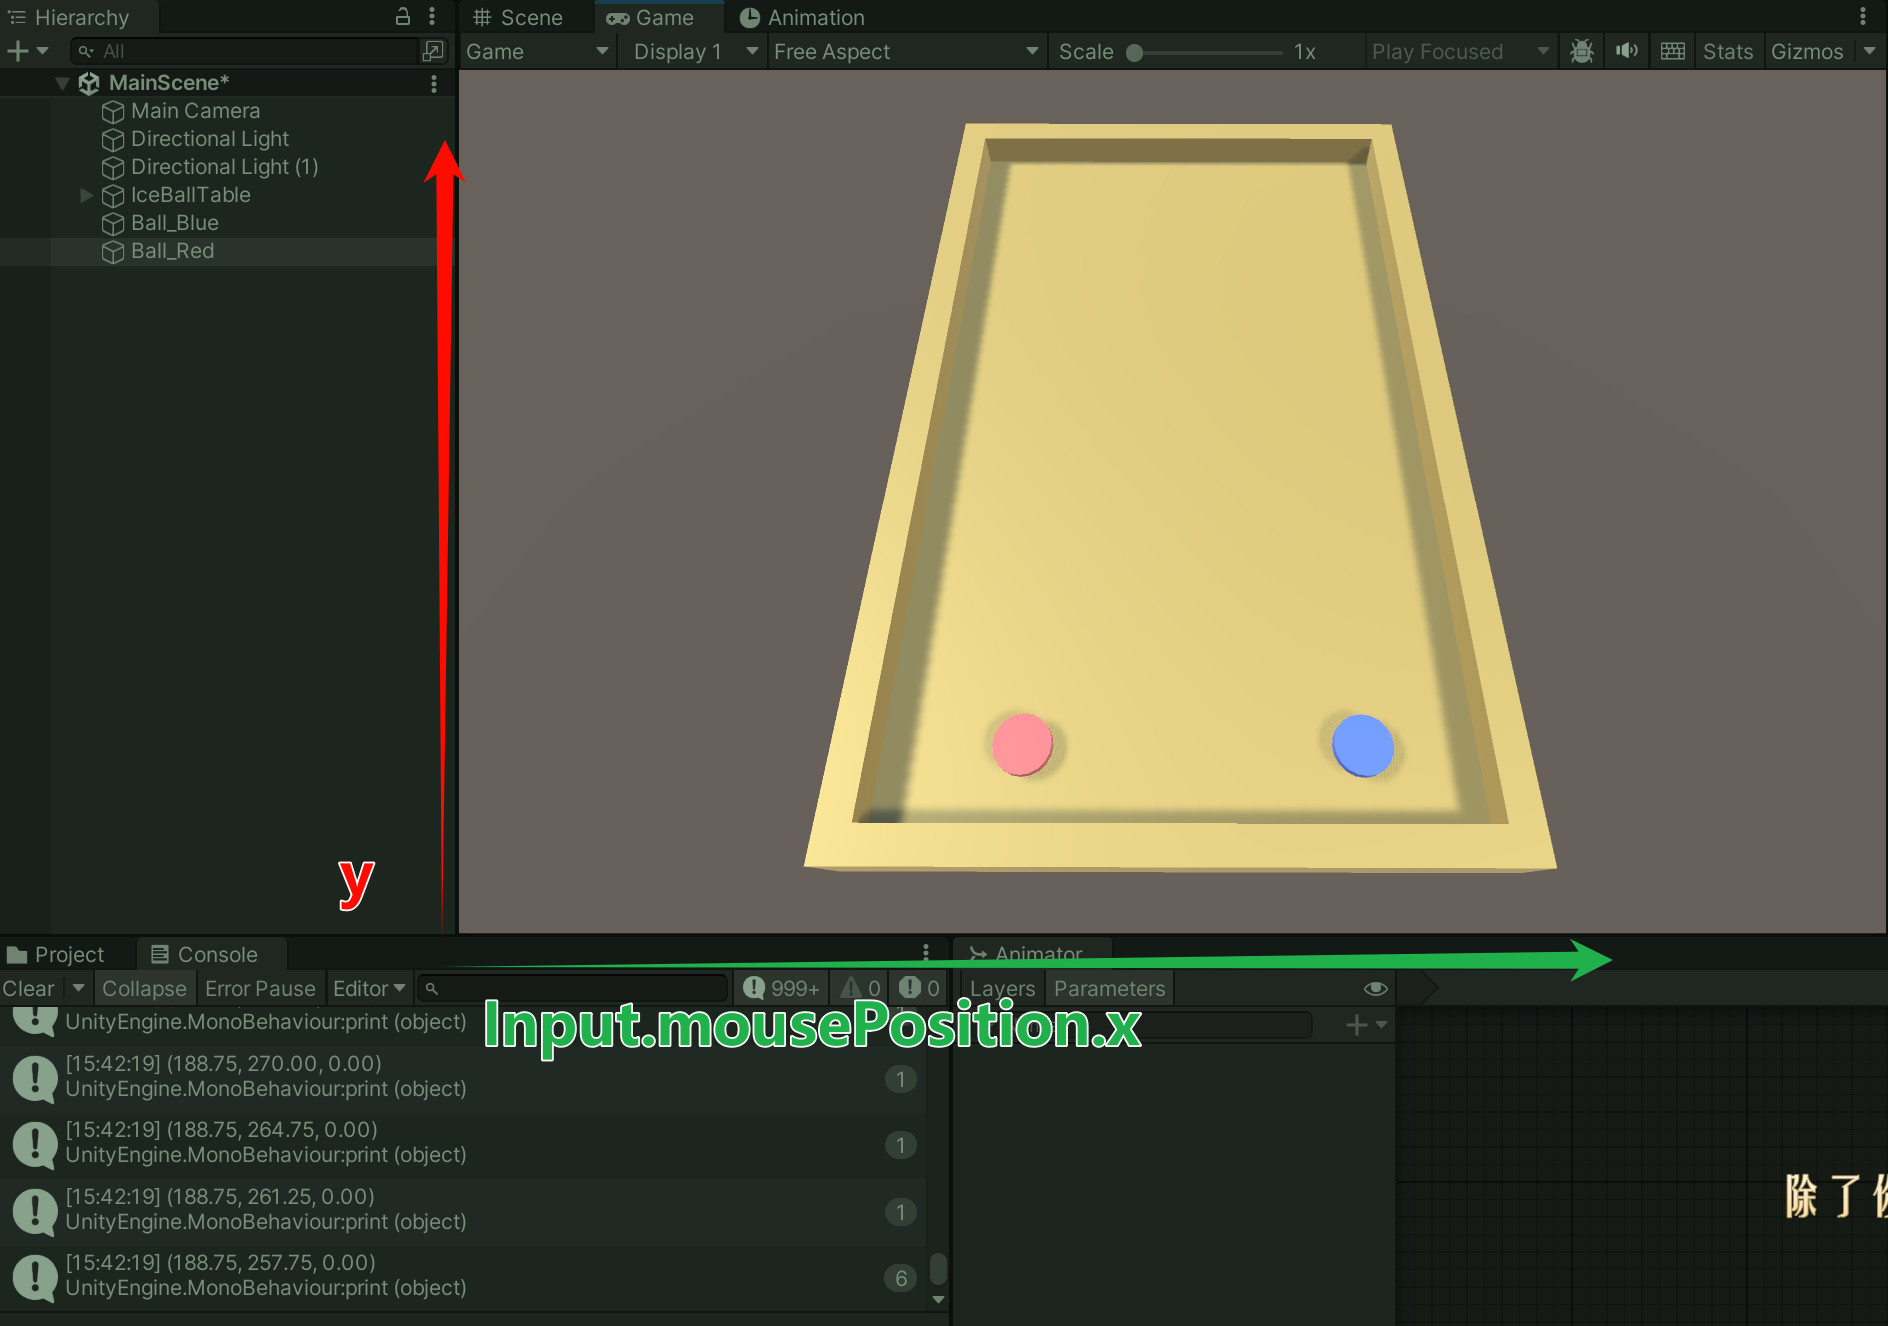 Hierarchy
Scene
Game
Animation
All
Game
Display 1
Free Aspect
Scale
1x
Play Focused
Stats
Gizmos
MainScene*
Main Camera
Directional Light
Directional Light (1)
IceBallTable
Ball_Blue
Ball_Red
y
Project
Console
Animator
Clear
Collapse
Error Pause
Editor
999+
0
0
Layers
Parameters
Input.mousePosition.x
UnityEngine.MonoBehaviour:print (object)
[15:42:19] (188.75, 270.00, 0.00)
UnityEngine.MonoBehaviour:print (object)
1
[15:42:19] (188.75, 264.75, 0.00)
UnityEngine.MonoBehaviour:print (object)
1
[15:42:19] (188.75, 261.25, 0.00)
UnityEngine.MonoBehaviour:print (object)
1
[15:42:19] (188.75, 257.75, 0.00)
UnityEngine.MonoBehaviour:print (object)
6
除了